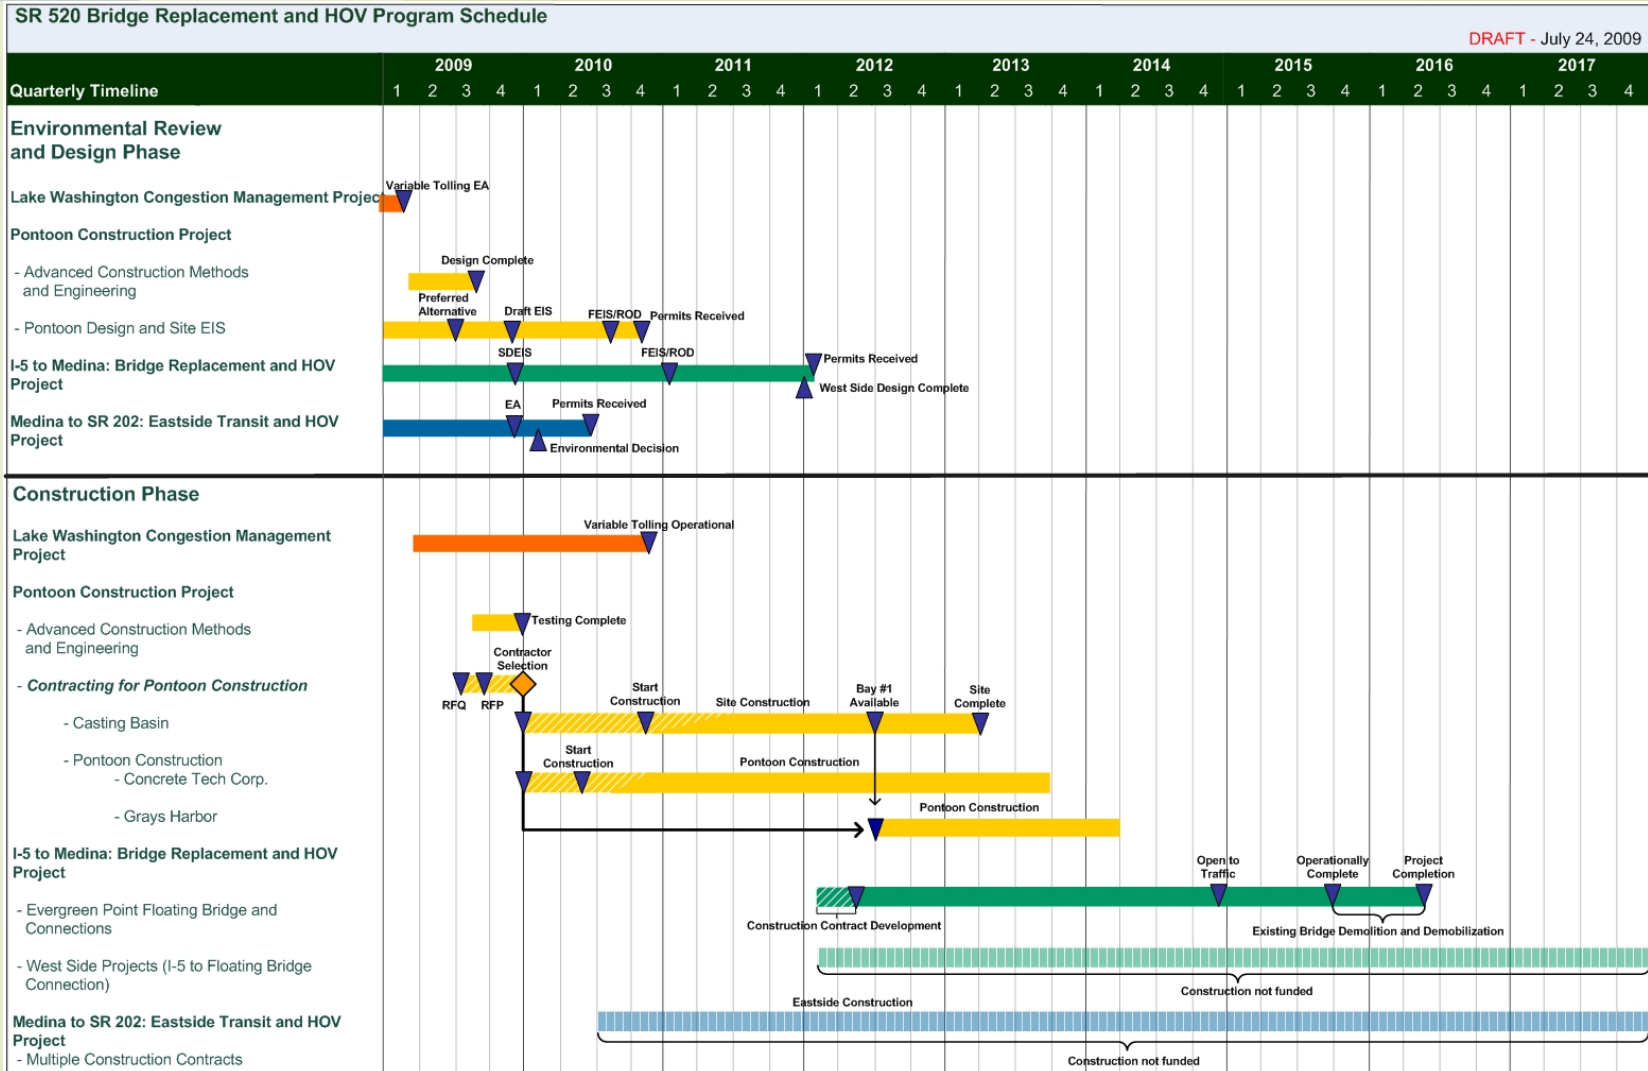 SR 520 Bridge Replacement and HOV Program Schedule
DRAFT - July 24, 2009
2009 2010 2011 2012 2013 2014 2015 2016 2017
Quarterly Timeline 1 2 3 4 1 2 3 4 1 2 3 4 1 2 3 4 1 2 3 4 1 2 3 4 1 2 3 4 1 2 3 4 1 2 3 4
Environmental Review
and Design Phase
Variable Tolling EA
Lake Washington Congestion Management Projec
Pontoon Construction Project
Design Complete
- Advanced Construction Methods
and Engineering
Preferred
Alternative
Draft EIS
FEIS/ROD
Permits Received
- Pontoon Design and Site EIS
SDEIS
FEIS/ROD
I-5 to Medina: Bridge Replacement and HOV
Project
Permits Received
West Side Design Complete
EA
Permits Received
Medina to SR 202: Eastside Transit and HOV
Project
Environmental Decision
Construction Phase
Variable Tolling Operational
Lake Washington Congestion Management
Project
Pontoon Construction Project
Testing Complete
- Advanced Construction Methods
and Engineering
Contractor
Selection
- Contracting for Pontoon Construction
RFQ
RFP
Start
Construction
Site Construction
Bay #1
Available
Site
Complete
- Casting Basin
Start
Construction
Pontoon Construction
- Pontoon Construction
- Concrete Tech Corp.
Pontoon Construction
- Grays Harbor
I-5 to Medina: Bridge Replacement and HOV
Project
Open to
Traffic
Operationally
Complete
Project
Completion
- Evergreen Point Floating Bridge and
Connections
Construction Contract Development
Existing Bridge Demolition and Demobilization
- West Side Projects (I-5 to Floating Bridge
Connection)
Construction not funded
Eastside Construction
Medina to SR 202: Eastside Transit and HOV
Project
- Multiple Construction Contracts
Construction not funded